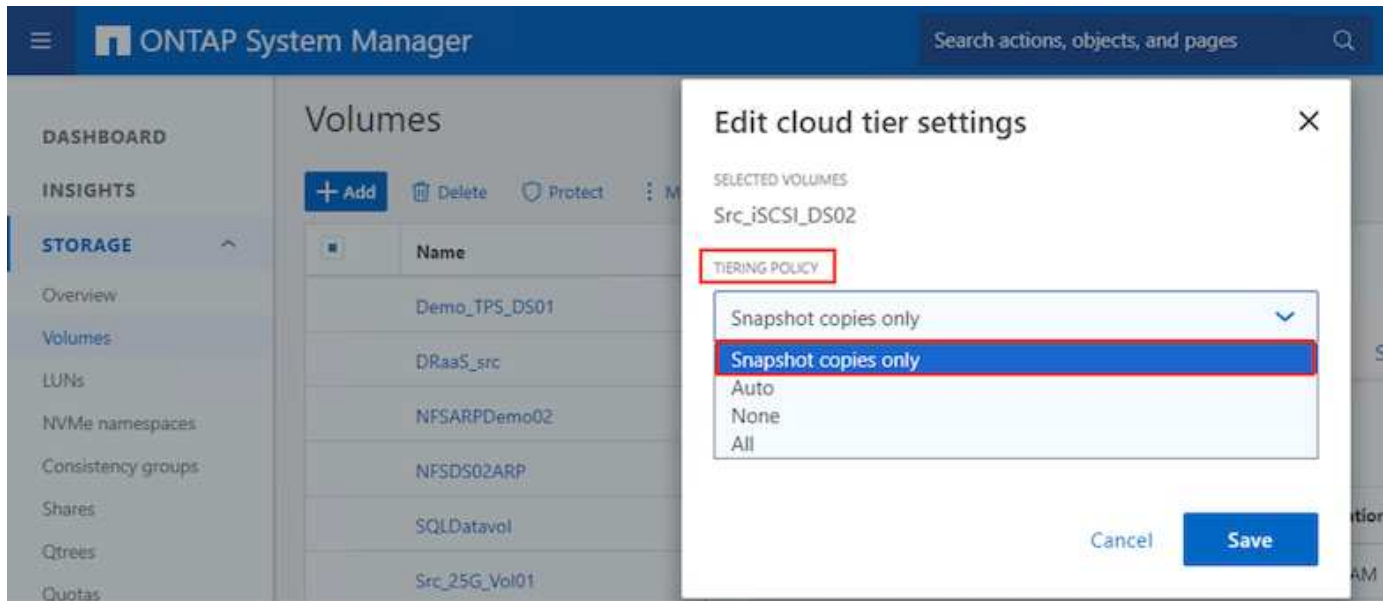 ONTAP System Manager
Search actions, objects, and pages
DASHBOARD
INSIGHTS
STORAGE
Overview
Volumes
LUNs
NVMe namespaces
Consistency groups
Shares
Qtrees
Quotas
Volumes
Add
Delete
Protect
Name
Demo_TPS_DS01
DRaaS_src
NFSARPDemo02
NFSDS02ARP
SQLDatavol
Src_25G_Vol01
Edit cloud tier settings
SELECTED VOLUMES
Src_iSCSI_DS02
TIERING POLICY
Snapshot copies only
Snapshot copies only
Auto
None
All
Cancel
Save
AM